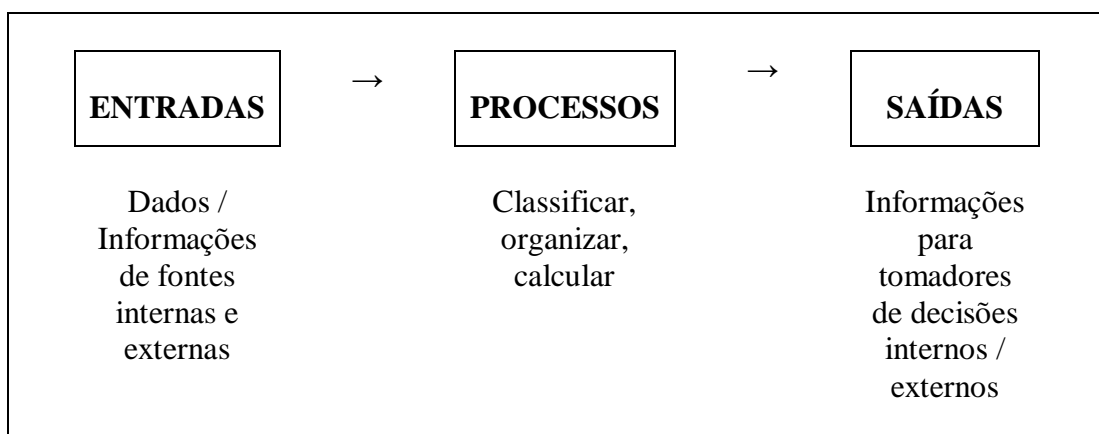 ENTRADAS → PROCESSOS → SAÍDAS
Dados /
Informações
de fontes
internas e
externas
Classificar,
organizar,
calcular
Informações
para
tomadores
de decisões
internos /
externos